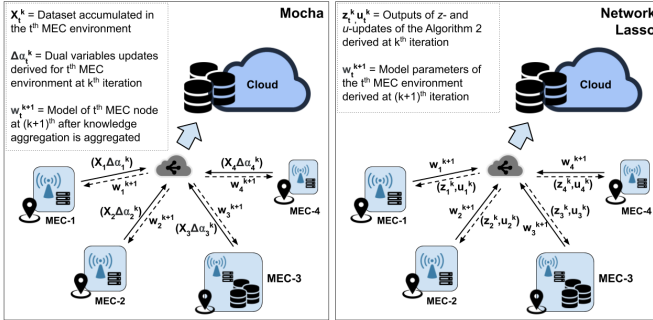 Mocha
X_t^k = Dataset accumulated in
the t^th MEC environment
Δα_t^k = Dual variables updates
derived for t^th MEC
environment at k^th iteration
w_t^k+1 = Model of t^th MEC node
at (k+1)^th after knowledge
aggregation is aggregated
Cloud
(X_1Δα_1^k)
w_1^k+1
MEC-1
(X_4Δα_4^k)
w_4^k+1
MEC-4
(X_2Δα_2^k)
w_2^k+1
MEC-2
w_3^k+1
(X_3Δα_3^k)
MEC-3
Network
Lasso
z_t^k, u_t^k = Outputs of z- and
u-updates of the Algorithm 2
derived at k^th iteration
w_t^k+1 = Model parameters of
the t^th MEC environment
derived at (k+1)^th iteration
Cloud
w_1^k+1
(z_1^k,u_1^k)
MEC-1
w_4^k+1
(z_4^k,u_4^k)
MEC-4
w_2^k+1
(z_2^k,u_2^k)
MEC-2
(z_3^k,u_3^k)
w_3^k+1
MEC-3